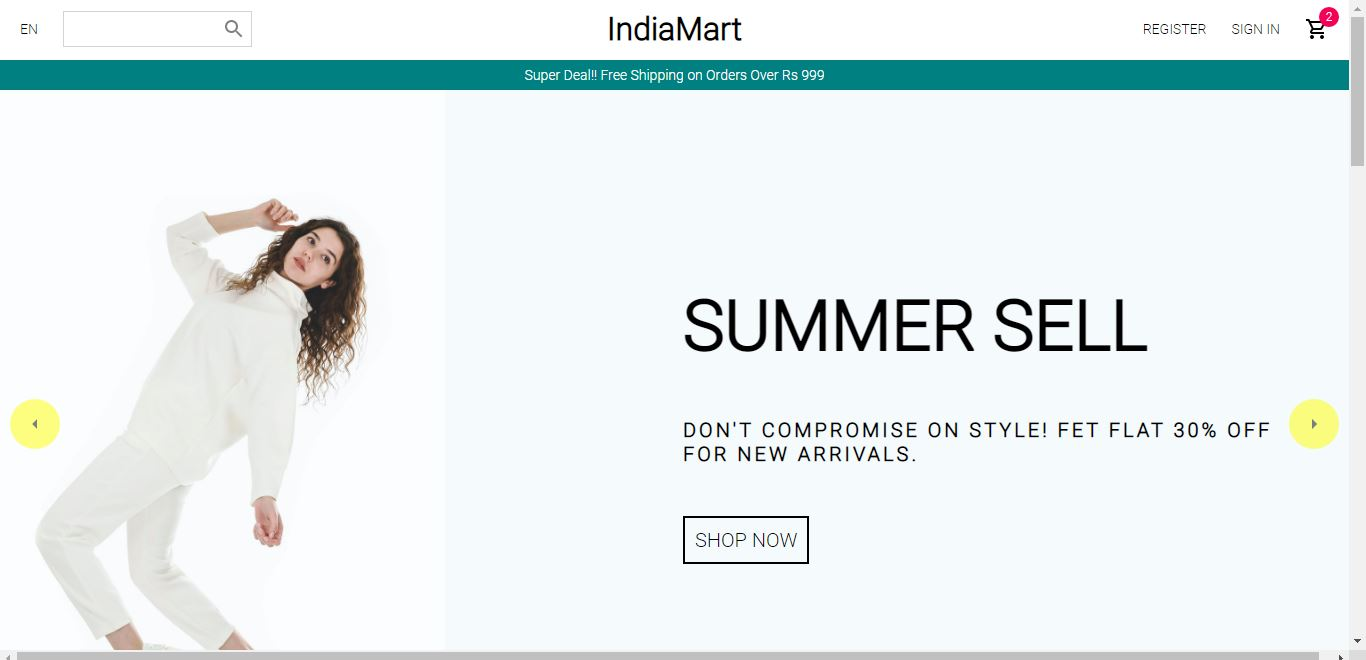 EN
IndiaMart
REGISTER
SIGN IN
2
Super Deal!! Free Shipping on Orders Over Rs 999
SUMMER SELL
DON'T COMPROMISE ON STYLE! FET FLAT 30% OFF
FOR NEW ARRIVALS.
SHOP NOW